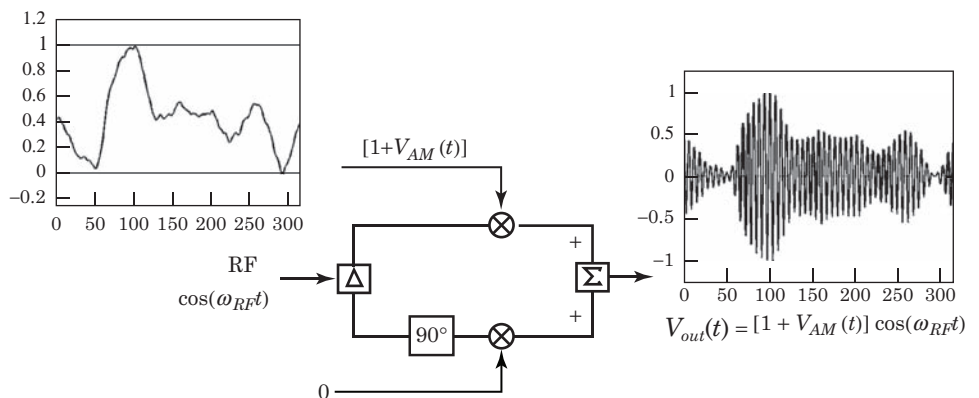 1.2
1
0.8
0.6
0.4
0.2
0
−0.2
0 50 100 150 200 250 300
[1+V_AM (t)]
RF
cos(ω_RF t)
Δ
90°
0
+
+
Σ
1
0.5
0
−0.5
−1
0 50 100 150 200 250 300
V_out(t) = [1 + V_AM (t)] cos(ω_RF t)